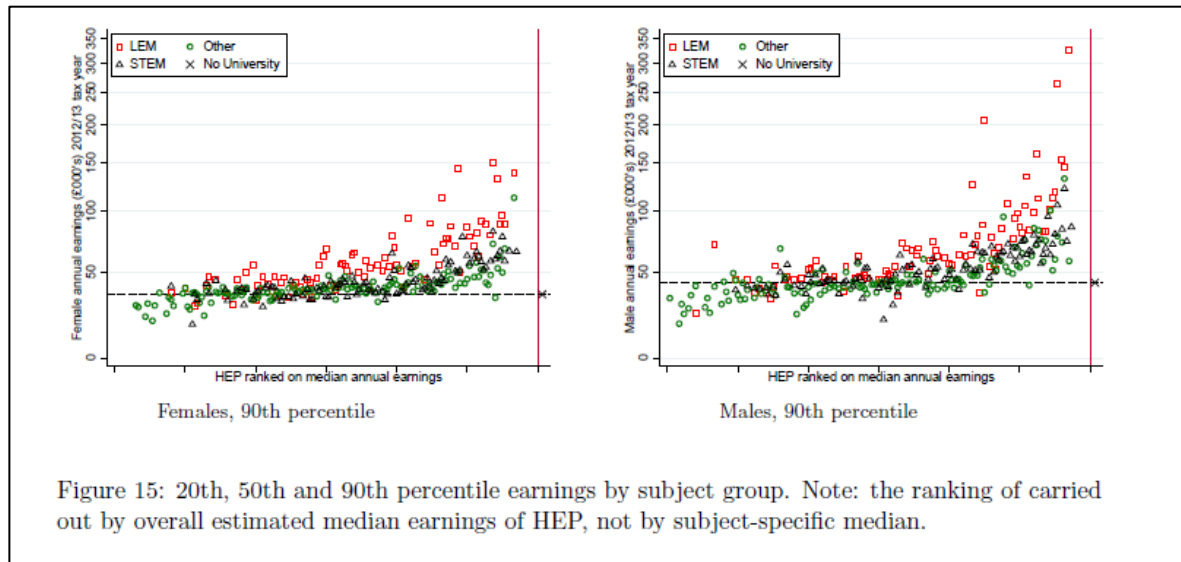 LEM Other
STEM No University
Female annual earnings (£000's) 2012/13 tax year
350
300
250
200
150
100
50
0
HEP ranked on median annual earnings
Females, 90th percentile
LEM Other
STEM No University
Male annual earnings (£000's) 2012/13 tax year
350
300
250
200
150
100
50
0
HEP ranked on median annual earnings
Males, 90th percentile
Figure 15: 20th, 50th and 90th percentile earnings by subject group. Note: the ranking of carried
out by overall estimated median earnings of HEP, not by subject-specific median.